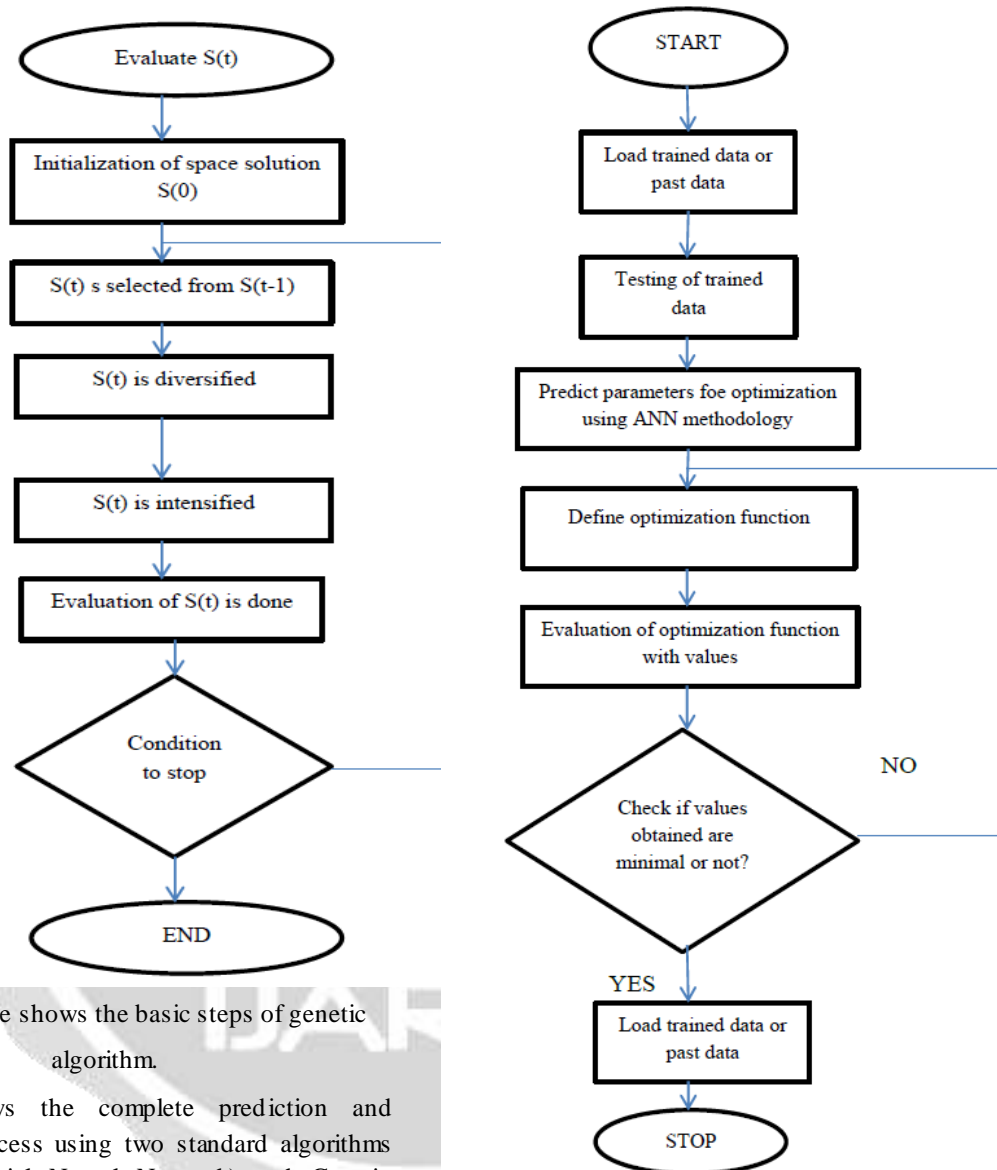 Evaluate S(t)
Initialization of space solution
S(0)
S(t) s selected from S(t-1)
S(t) is diversified
S(t) is intensified
Evaluation of S(t) is done
Condition
to stop
END
e shows the basic steps of genetic
algorithm.
the complete prediction and
using two standard algorithms
START
Load trained data or
past data
Testing of trained
data
Predict parameters foe optimization
using ANN methodology
Define optimization function
Evaluation of optimization function
with values
Check if values
obtained are
minimal or not?
NO
YES
Load trained data or
past data
STOP